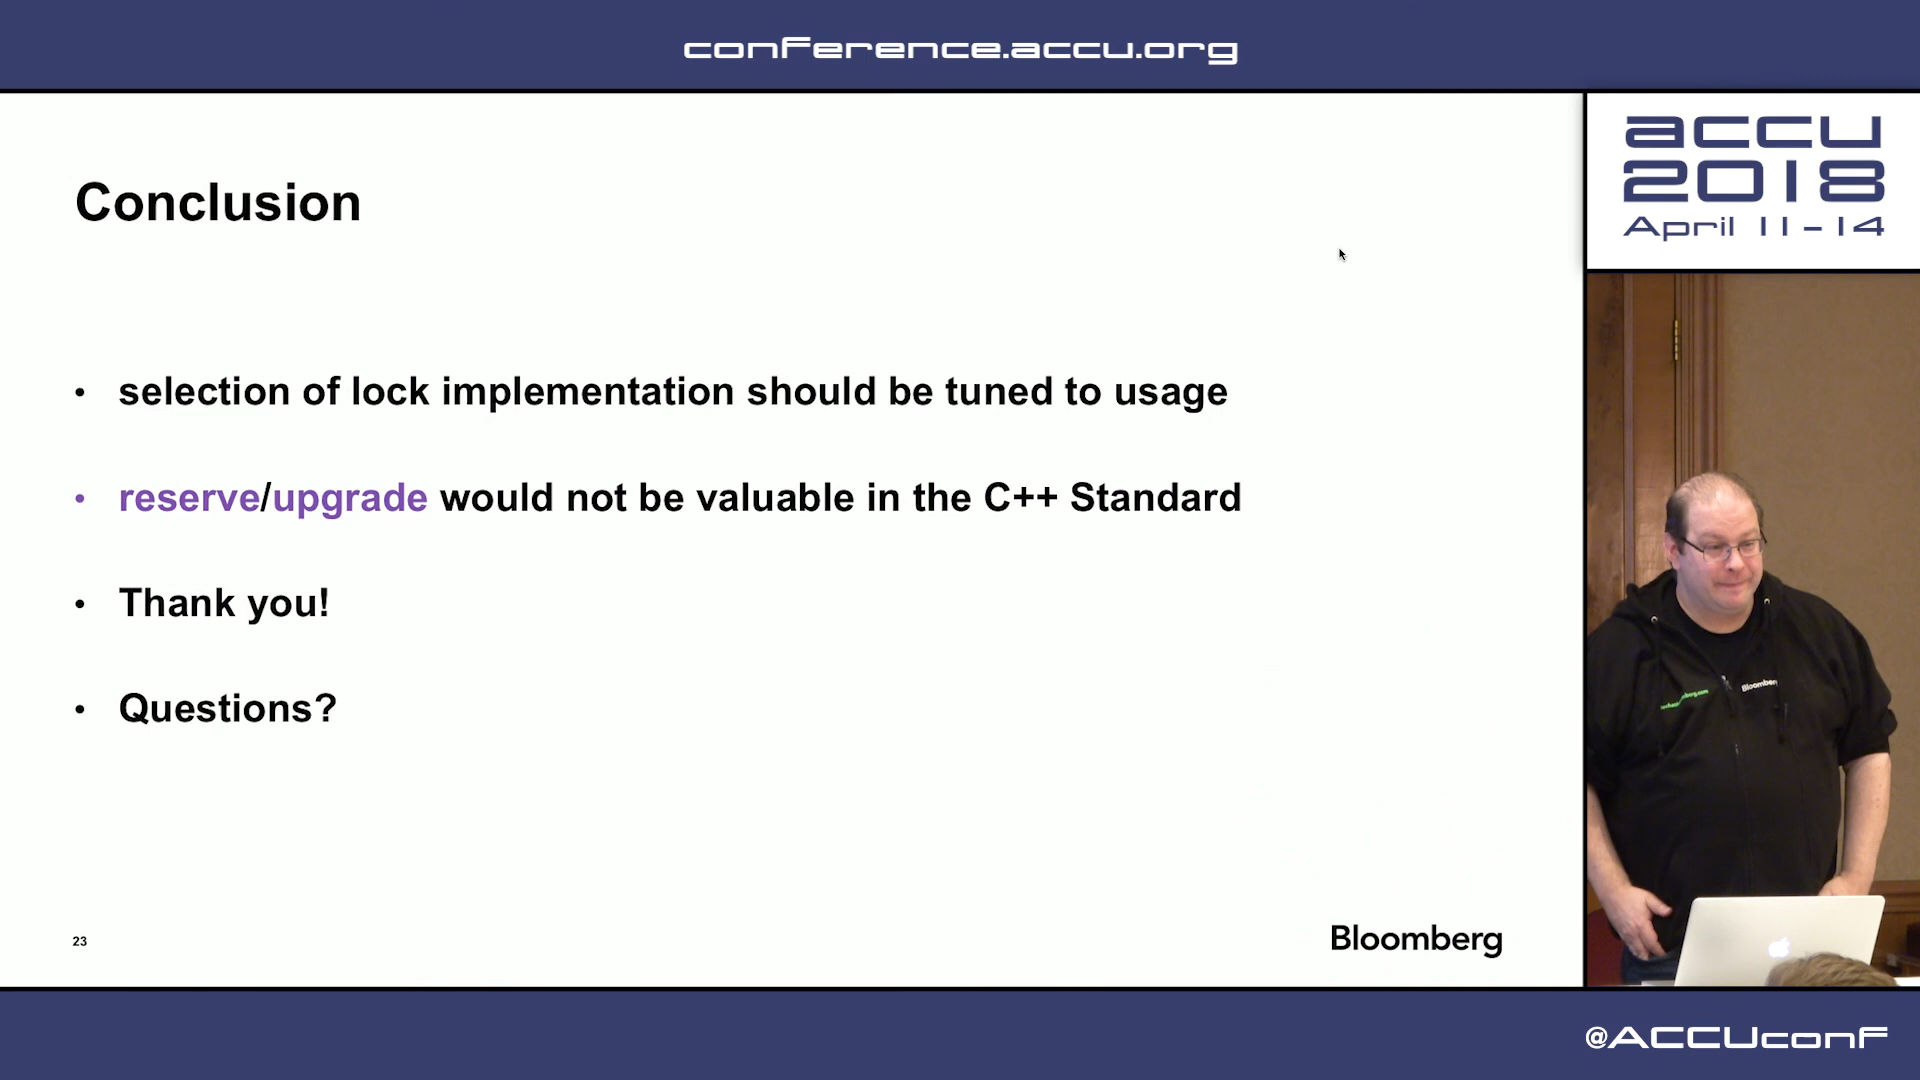 conference.accu.org
accu
2018
April 11-14
Conclusion
• selection of lock implementation should be tuned to usage
• reserve/upgrade would not be valuable in the C++ Standard
• Thank you!
• Questions?
23
Bloomberg
Bloomberg
@ACCUconf